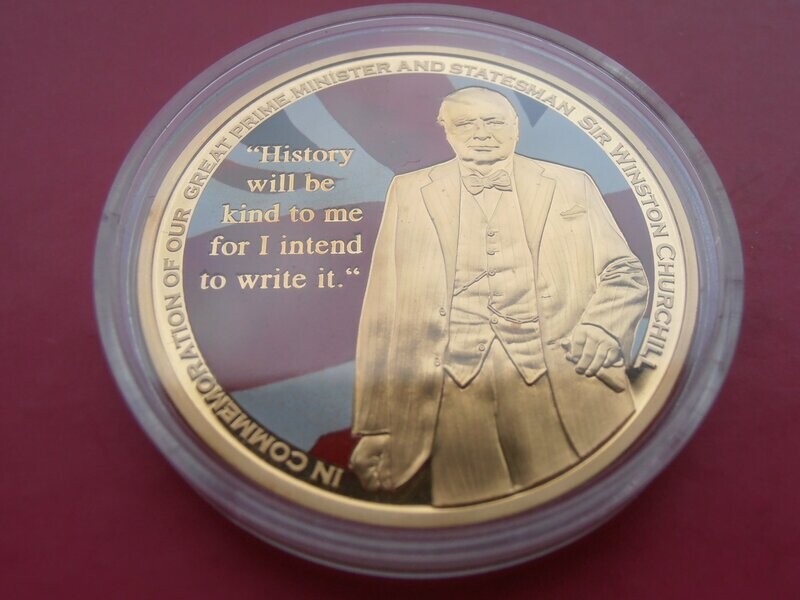 IN COMMEMORATION OF OUR GREAT PRIME MINISTER AND STATESMAN SIR WINSTON CHURCHILL
“History
will be
kind to me
for I intend
to write it.“